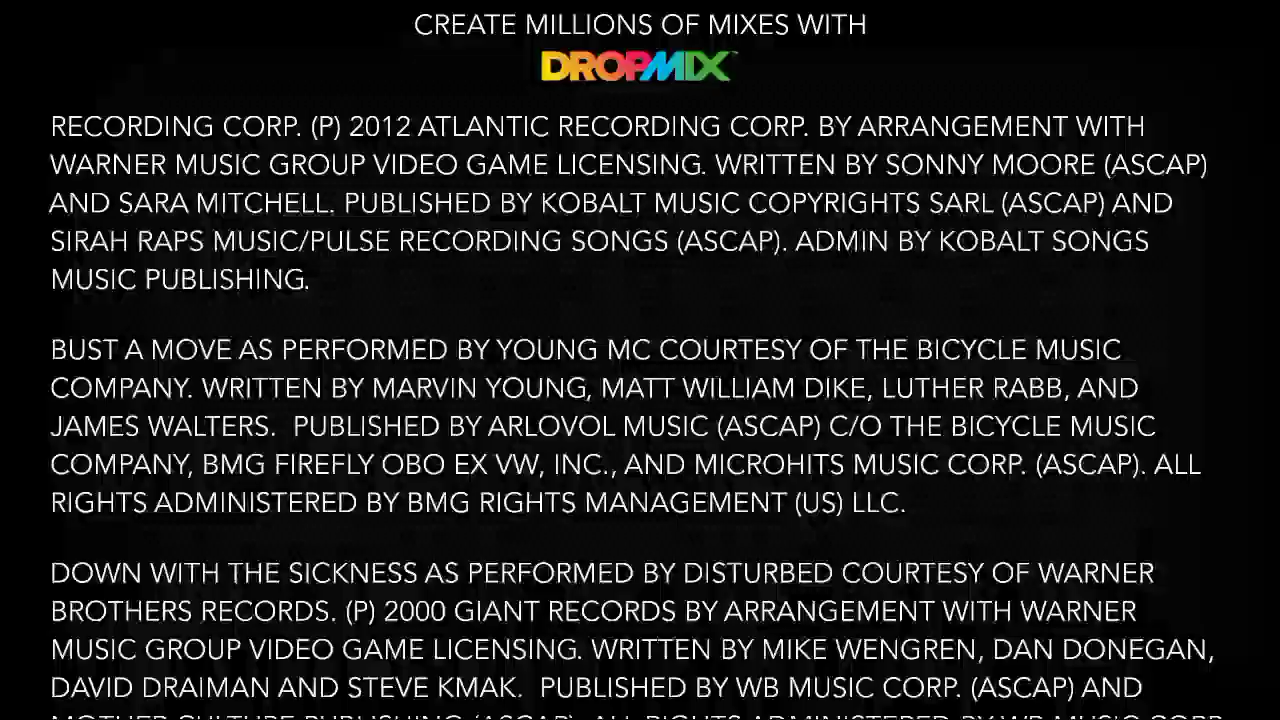 CREATE MILLIONS OF MIXES WITH
DROPMIX™
RECORDING CORP. (P) 2012 ATLANTIC RECORDING CORP. BY ARRANGEMENT WITH
WARNER MUSIC GROUP VIDEO GAME LICENSING. WRITTEN BY SONNY MOORE (ASCAP)
AND SARA MITCHELL. PUBLISHED BY KOBALT MUSIC COPYRIGHTS SARL (ASCAP) AND
SIRAH RAPS MUSIC/PULSE RECORDING SONGS (ASCAP). ADMIN BY KOBALT SONGS
MUSIC PUBLISHING.
BUST A MOVE AS PERFORMED BY YOUNG MC COURTESY OF THE BICYCLE MUSIC
COMPANY. WRITTEN BY MARVIN YOUNG, MATT WILLIAM DIKE, LUTHER RABB, AND
JAMES WALTERS.  PUBLISHED BY ARLOVOL MUSIC (ASCAP) C/O THE BICYCLE MUSIC
COMPANY, BMG FIREFLY OBO EX VW, INC., AND MICROHITS MUSIC CORP. (ASCAP). ALL
RIGHTS ADMINISTERED BY BMG RIGHTS MANAGEMENT (US) LLC.
DOWN WITH THE SICKNESS AS PERFORMED BY DISTURBED COURTESY OF WARNER
BROTHERS RECORDS. (P) 2000 GIANT RECORDS BY ARRANGEMENT WITH WARNER
MUSIC GROUP VIDEO GAME LICENSING. WRITTEN BY MIKE WENGREN, DAN DONEGAN,
DAVID DRAIMAN AND STEVE KMAK.  PUBLISHED BY WB MUSIC CORP. (ASCAP) AND